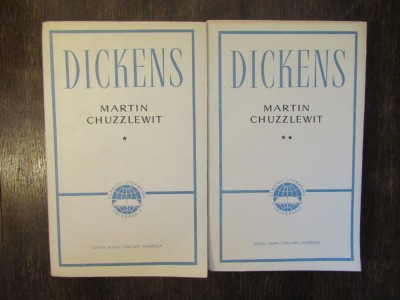 DICKENS
MARTIN
CHUZZLEWIT
*
DICKENS
MARTIN
CHUZZLEWIT
**